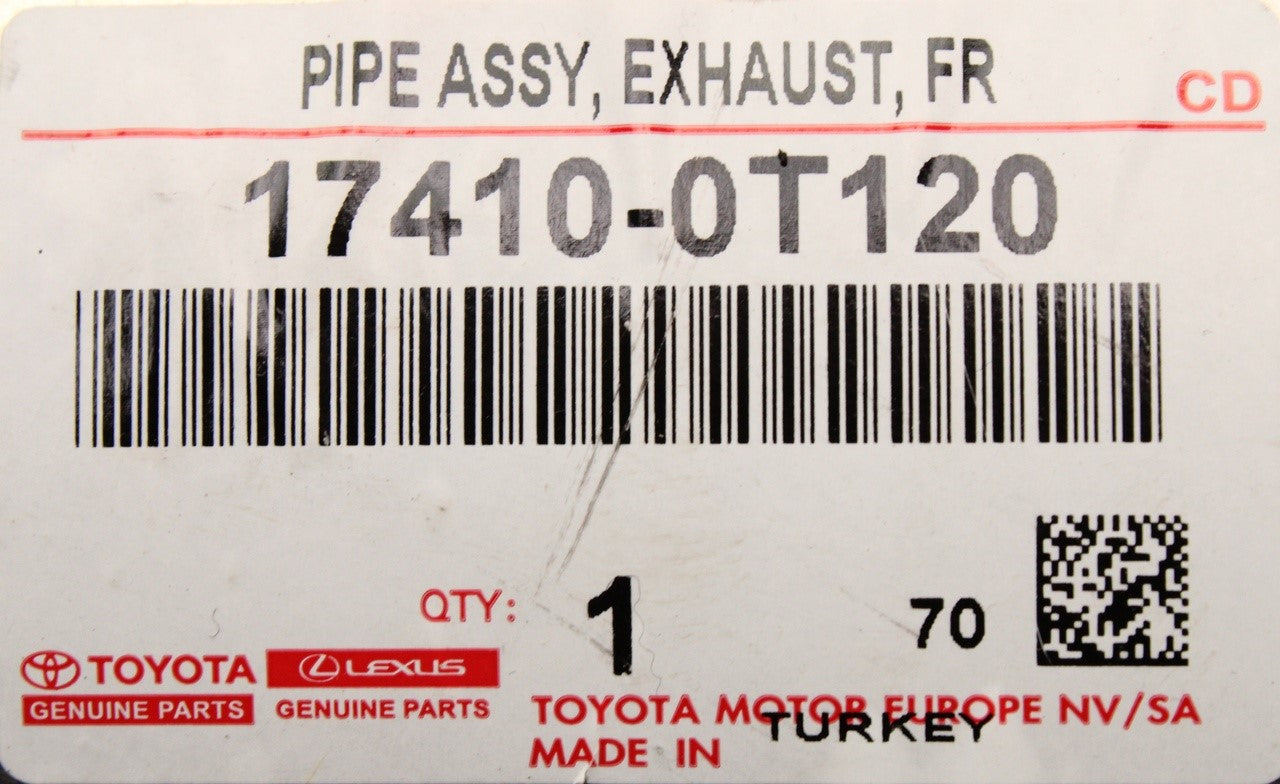 PIPE ASSY, EXHAUST, FR
CD
17410-0T120
QTY: 1 70
TOYOTA
GENUINE PARTS
LEXUS
GENUINE PARTS
TOYOTA MOTOR EUROPE NV/SA
MADE IN TURKEY